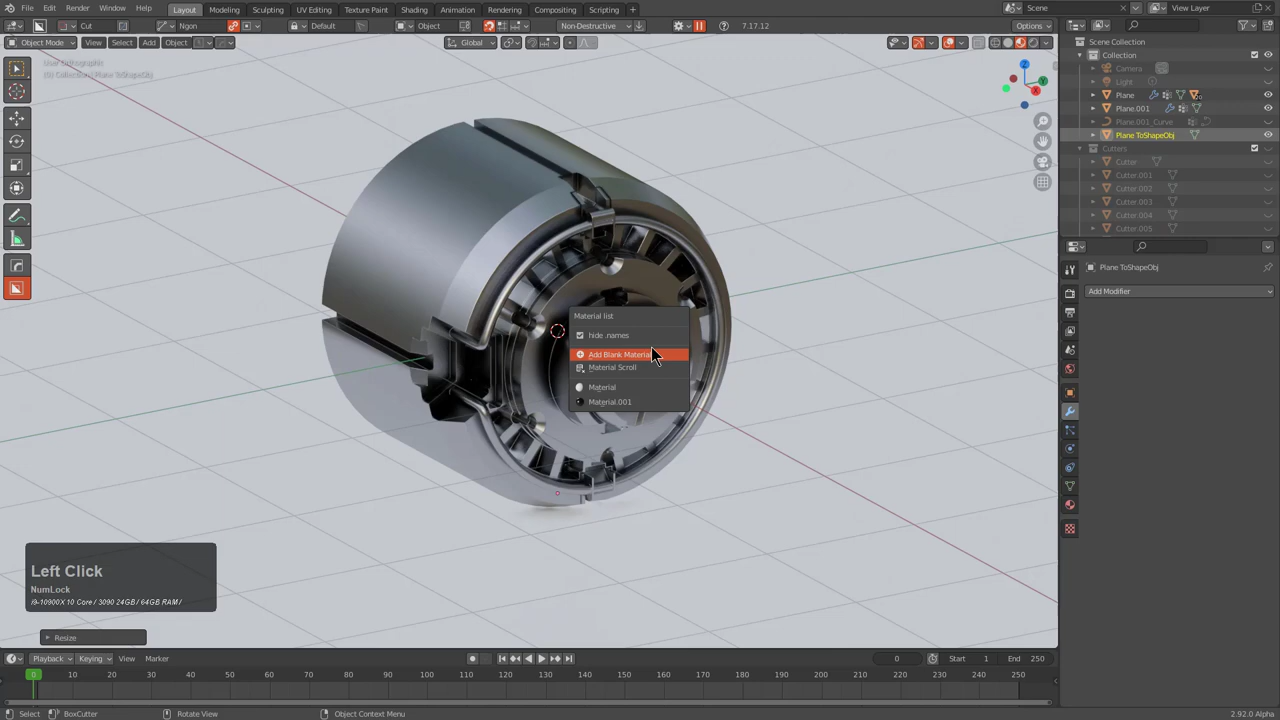 File Edit Render Window Help Layout Modeling Sculpting UV Editing Texture Paint Shading Animation Rendering Compositing Scripting + Scene View Layer
Cut Ngon Default Object Non-Destructive 7.17.12 Options
Object Mode View Select Add Object Global
User Orthographic
(0) Collection | Plane ToShapeObj
Scene Collection
Collection
Camera
Light
Plane
Plane.001
Plane.001_Curve
Plane ToShapeObj
Cutters
Cutter
Cutter.001
Cutter.002
Cutter.003
Cutter.004
Cutter.005
Plane ToShapeObj
Add Modifier
Z
Y
X
Material list
hide .names
Add Blank Material
Material Scroll
Material
Material.001
Left Click
NumLock
i9-10900X 10 Core / 3090 24GB / 64GB RAM /
Resize
Playback Keying View Marker 0 Start 1 End 250
0 10 20 30 40 50 60 70 80 90 100 110 120 130 140 150 160 170 180 190 200 210 220 230 240 250
Select BoxCutter Rotate View Object Context Menu 2.92.0 Alpha